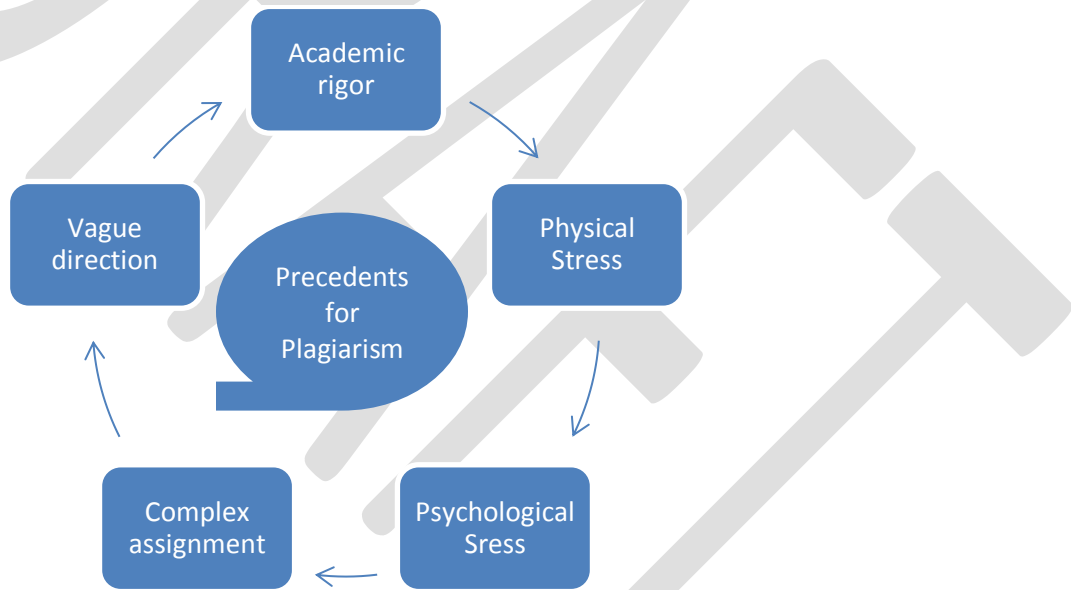 Academic
rigor
Physical
Stress
Psychological
Sress
Complex
assignment
Vague
direction
Precedents
for
Plagiarism